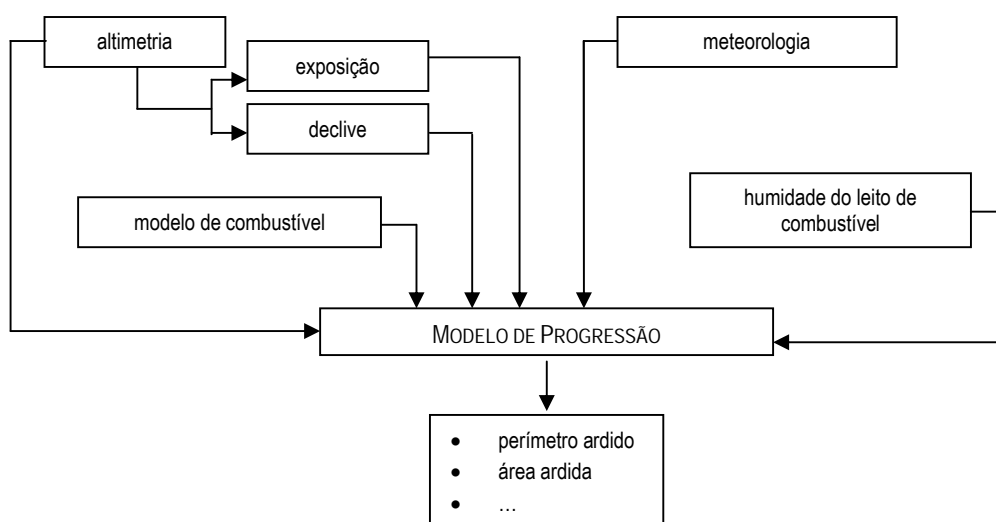 altimetria
meteorologia
exposição
declive
modelo de combustível
humidade do leito de
combustível
MODELO DE PROGRESSÃO
• perímetro ardido
• área ardida
• ...